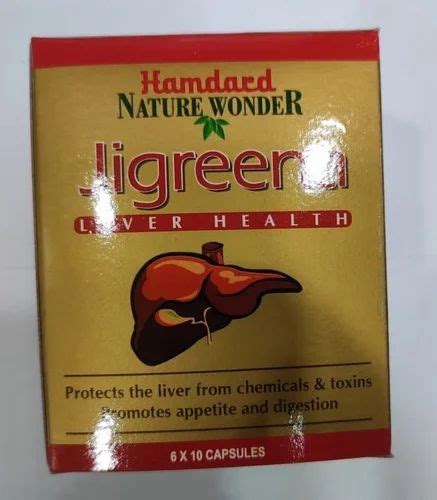 Hamdard
NATURE WONDER
Jigreena
LIVER HEALTH
Protects the liver from chemicals & toxins
Promotes appetite and digestion
6 X 10 CAPSULES